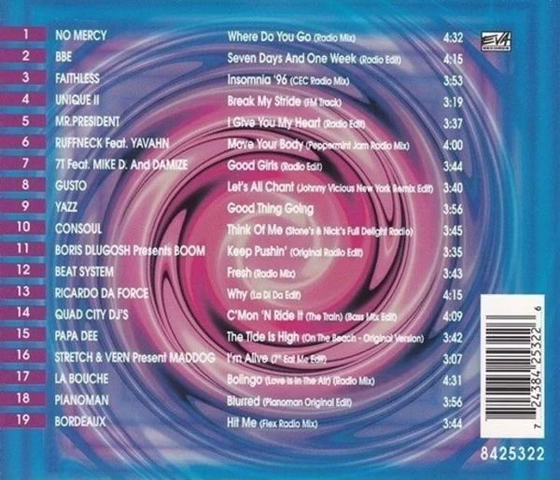 1 NO MERCY Where Do You Go (Radio Mix) 4:32
2 BBE Seven Days And One Week (Radio Edit) 4:15
3 FAITHLESS Insomnia '96 (CEC Radio Mix) 3:53
4 UNIQUE II Break My Stride (FM Track) 3:19
5 MR.PRESIDENT I Give You My Heart (Radio Edit) 3:37
6 RUFFNECK Feat. YAVAHN Move Your Body (Peppermint Jam Radio Mix) 4:00
7 7T Feat. MIKE D. And DAMIZE Good Girls (Radio Edit) 3:44
8 GUSTO Let's All Chant (Johnny Vicious New York Remix Edit) 3:40
9 YAZZ Good Thing Going 3:56
10 CONSOUL Think Of Me (Stone's & Nick's Full Delight Radio) 3:45
11 BORIS DLUGOSH Presents BOOM Keep Pushin' (Original Radio Edit) 3:35
12 BEAT SYSTEM Fresh (Radio Mix) 3:43
13 RICARDO DA FORCE Why (La Di Da Edit) 4:15
14 QUAD CITY DJ'S C'Mon 'N Ride It (The Train) (Bass Mix Edit) 4:09
15 PAPA DEE The Tide Is High (On The Beach - Original Version) 3:42
16 STRETCH & VERN Present MADDOG I'm Alive (7" Eat Me Edit) 3:07
17 LA BOUCHE Bolingo (Love Is In The Air) (Radio Mix) 4:31
18 PIANOMAN Blurred (Pianoman Original Edit) 3:56
19 BORDEAUX Hit Me (Flex Radio Mix) 3:44
EVA
7 24384 25322 6
8425322